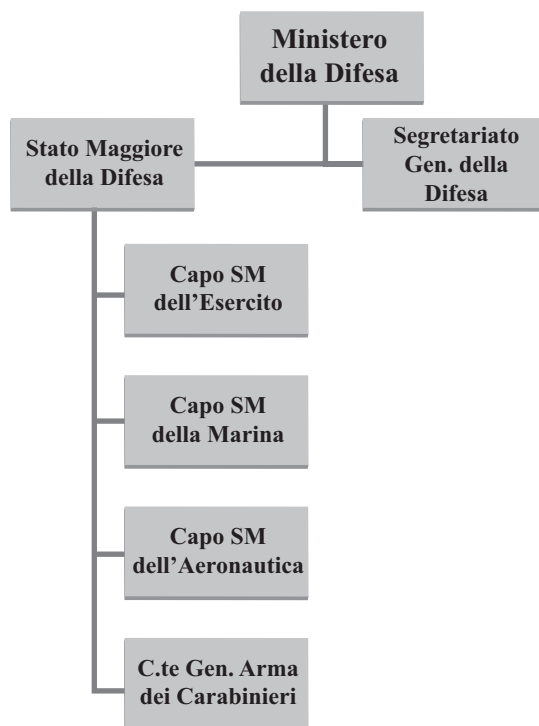 Ministero
della Difesa
Stato Maggiore
della Difesa
Segretariato
Gen. della
Difesa
Capo SM
dell’Esercito
Capo SM
della Marina
Capo SM
dell’Aeronautica
C.te Gen. Arma
dei Carabinieri